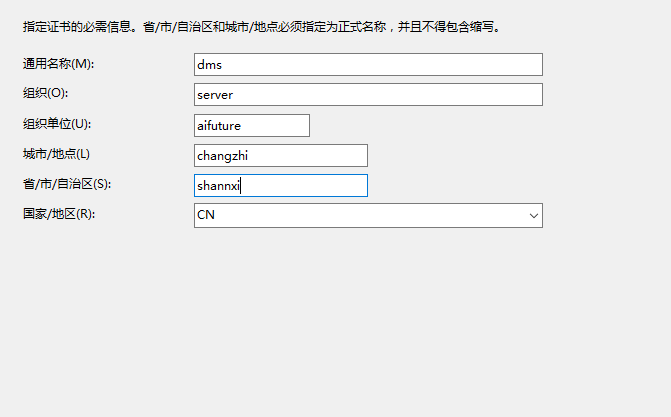 指定证书的必需信息。省/市/自治区和城市/地点必须指定为正式名称，并且不得包含缩写。
通用名称(M): dms
组织(O): server
组织单位(U): aifuture
城市/地点(L) changzhi
省/市/自治区(S): shannxi
国家/地区(R): CN